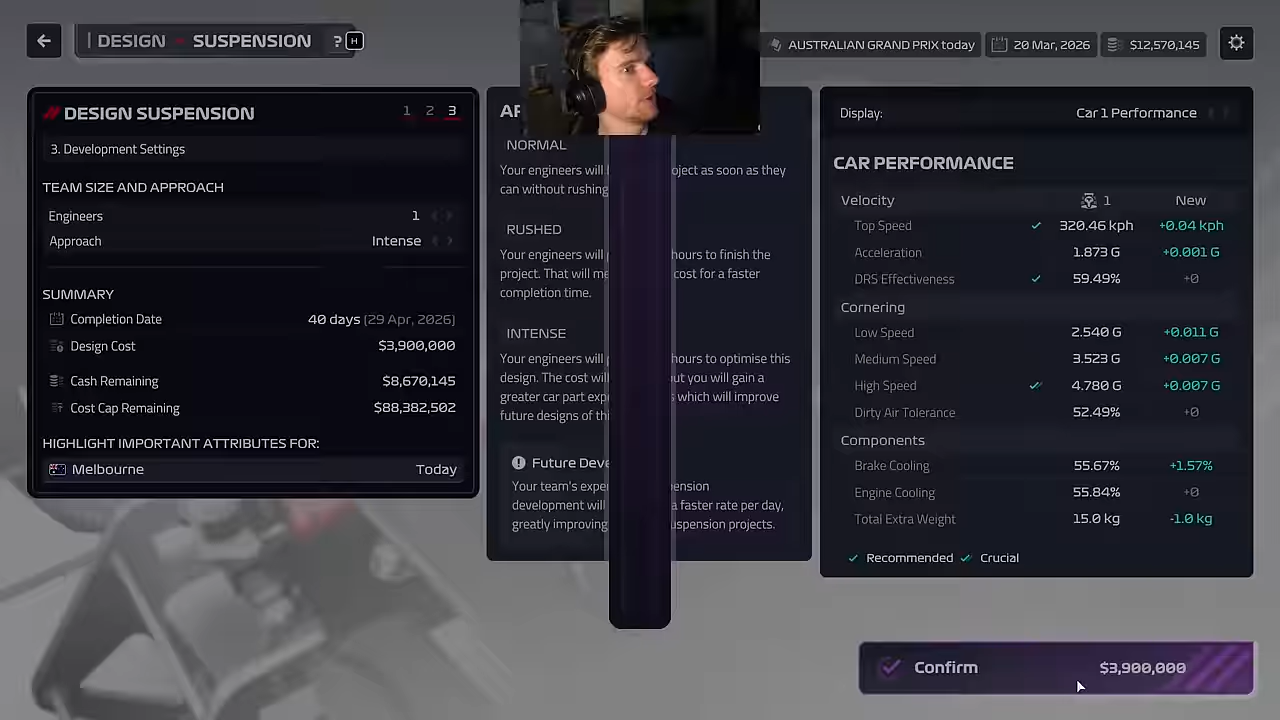 DESIGN SUSPENSION ? H
AUSTRALIAN GRAND PRIX today
20 Mar, 2026
$12,570,145
DESIGN SUSPENSION 1 2 3
3. Development Settings
TEAM SIZE AND APPROACH
Engineers 1
Approach Intense
SUMMARY
Completion Date 40 days (29 Apr, 2026)
Design Cost $3,900,000
Cash Remaining $8,670,145
Cost Cap Remaining $88,382,502
HIGHLIGHT IMPORTANT ATTRIBUTES FOR:
Melbourne Today
NORMAL
Your engineers will oject as soon as they
can without rushing
RUSHED
Your engineers will hours to finish the
project. That will cost for a faster
completion time.
INTENSE
Your engineers will hours to optimise this
design. The cost will but you will gain a
greater car part which will improve
future designs of
Future
Your team's
development will a faster rate per day,
greatly improving suspension projects.
Display: Car 1 Performance
CAR PERFORMANCE
Velocity 1 New
Top Speed 320.46 kph +0.04 kph
Acceleration 1.873 G +0.001 G
DRS Effectiveness 59.49% +0
Cornering
Low Speed 2.540 G +0.011 G
Medium Speed 3.523 G +0.007 G
High Speed 4.780 G +0.007 G
Dirty Air Tolerance 52.49% +0
Components
Brake Cooling 55.67% +1.57%
Engine Cooling 55.84% +0
Total Extra Weight 15.0 kg -1.0 kg
Recommended Crucial
Confirm $3,900,000